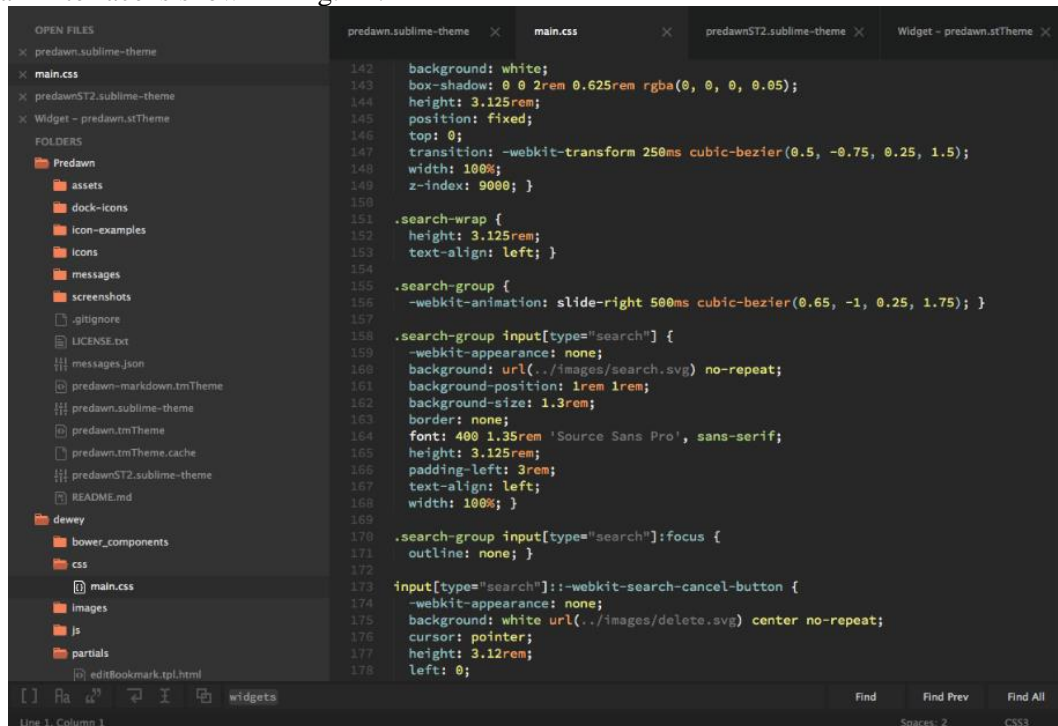 OPEN FILES
predawn.sublime-theme
main.css
predawnST2.sublime-theme
Widget - predawn.stTheme
FOLDERS
Predawn
assets
dock-icons
icon-examples
icons
messages
screenshots
.gitignore
LICENSE.txt
messages.json
predawn-markdown.tmTheme
predawn.sublime-theme
predawn.tmTheme
predawn.tmTheme.cache
predawnST2.sublime-theme
README.md
dewey
bower_components
css
main.css
images
js
partials
editBookmark.tpl.html
predawn.sublime-theme main.css predawnST2.sublime-theme Widget - predawn.stTheme
142 background: white;
143 box-shadow: 0 0 2rem 0.625rem rgba(0, 0, 0, 0.05);
144 height: 3.125rem;
145 position: fixed;
146 top: 0;
147 transition: -webkit-transform 250ms cubic-bezier(0.5, -0.75, 0.25, 1.5);
148 width: 100%;
149 z-index: 9000; }
150
151 .search-wrap {
152 height: 3.125rem;
153 text-align: left; }
154
155 .search-group {
156 -webkit-animation: slide-right 500ms cubic-bezier(0.65, -1, 0.25, 1.75); }
157
158 .search-group input[type="search"] {
159 -webkit-appearance: none;
160 background: url(../images/search.svg) no-repeat;
161 background-position: 1rem 1rem;
162 background-size: 1.3rem;
163 border: none;
164 font: 400 1.35rem 'Source Sans Pro', sans-serif;
165 height: 3.125rem;
166 padding-left: 3rem;
167 text-align: left;
168 width: 100%; }
169
170 .search-group input[type="search"]:focus {
171 outline: none; }
172
173 input[type="search"]::-webkit-search-cancel-button {
174 -webkit-appearance: none;
175 background: white url(../images/delete.svg) center no-repeat;
176 cursor: pointer;
177 height: 3.12rem;
178 left: 0;
widgets Find Find Prev Find All
Line 1, Column 1 Spaces: 2 CSS3